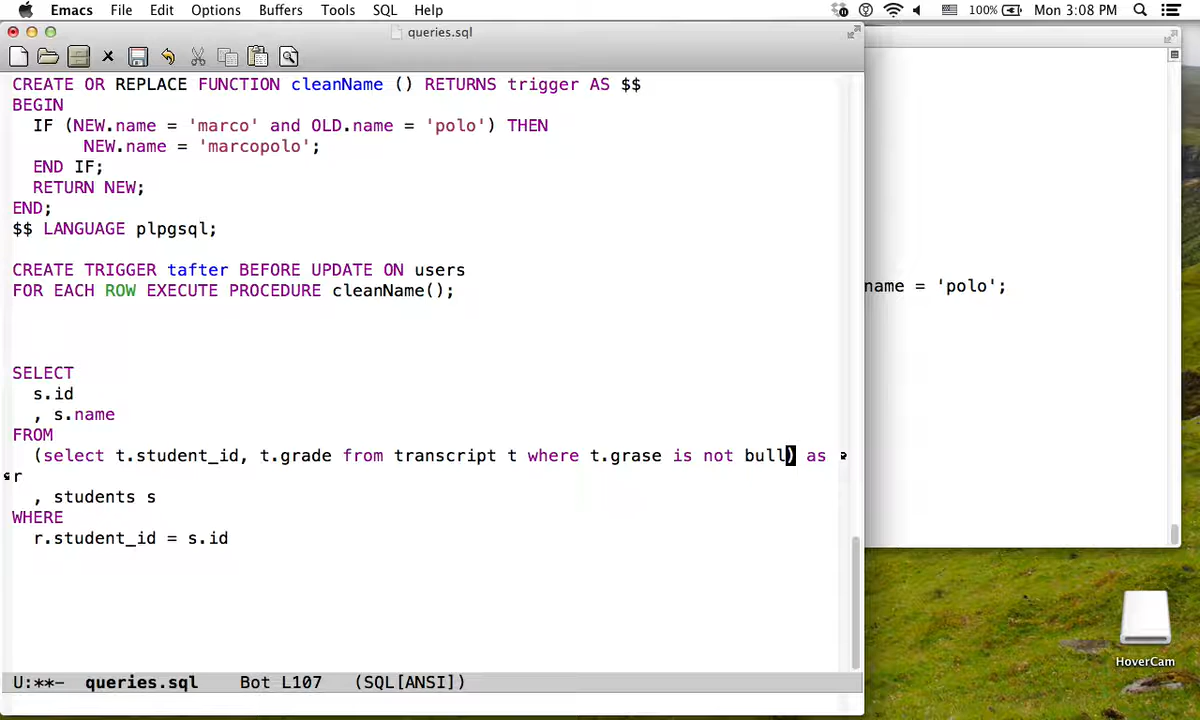 Emacs File Edit Options Buffers Tools SQL Help 100% Mon 3:08 PM
queries.sql
CREATE OR REPLACE FUNCTION cleanName () RETURNS trigger AS $$
BEGIN
IF (NEW.name = 'marco' and OLD.name = 'polo') THEN
NEW.name = 'marcopolo';
END IF;
RETURN NEW;
END;
$$ LANGUAGE plpgsql;
CREATE TRIGGER tafter BEFORE UPDATE ON users
FOR EACH ROW EXECUTE PROCEDURE cleanName();
name = 'polo';
SELECT
s.id
, s.name
FROM
(select t.student_id, t.grade from transcript t where t.grase is not bull) as
r
, students s
WHERE
r.student_id = s.id
HoverCam
U:**- queries.sql Bot L107 (SQL[ANSI])